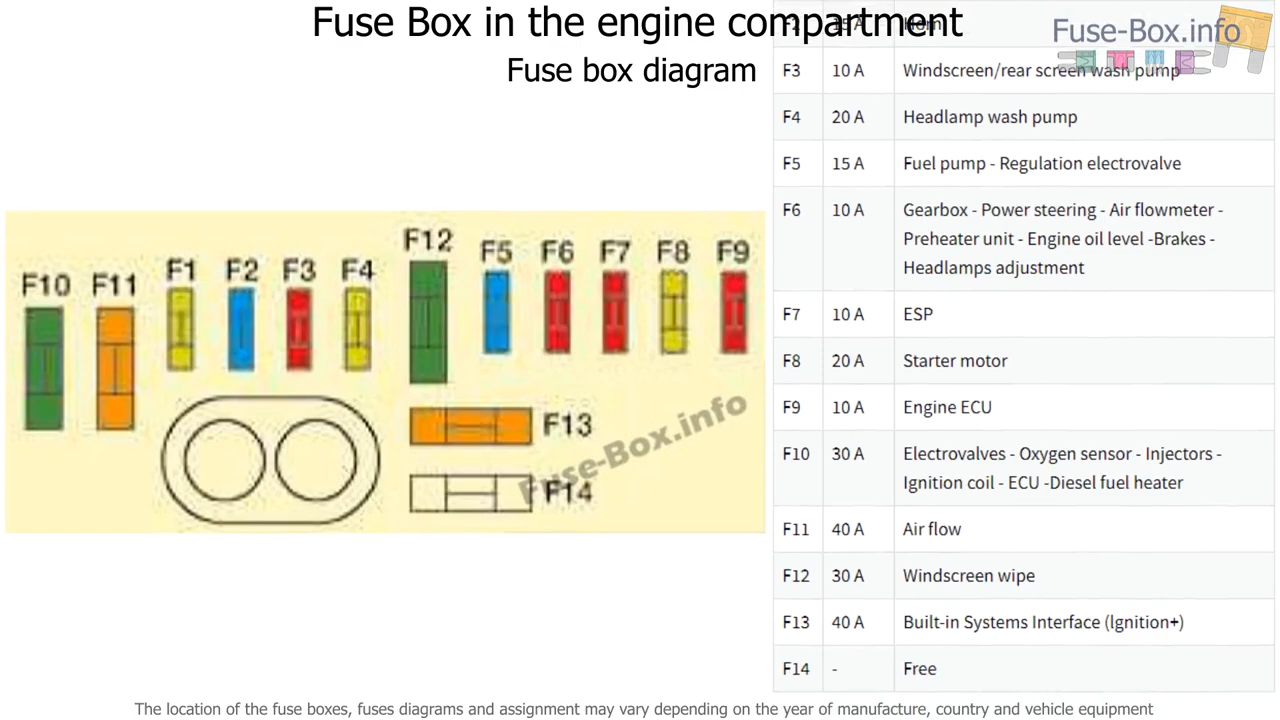 Fuse Box in the engine compartment
Fuse box diagram
Fuse-Box.info
F10 F11 F1 F2 F3 F4 F12 F5 F6 F7 F8 F9
F13
F14
Fuse-Box.info
F2 15 A Horn
F3 10 A Windscreen/rear screen wash pump
F4 20 A Headlamp wash pump
F5 15 A Fuel pump - Regulation electrovalve
F6 10 A Gearbox - Power steering - Air flowmeter -
Preheater unit - Engine oil level -Brakes -
Headlamps adjustment
F7 10 A ESP
F8 20 A Starter motor
F9 10 A Engine ECU
F10 30 A Electrovalves - Oxygen sensor - Injectors -
Ignition coil - ECU -Diesel fuel heater
F11 40 A Air flow
F12 30 A Windscreen wipe
F13 40 A Built-in Systems Interface (lgnition+)
F14 - Free
The location of the fuse boxes, fuses diagrams and assignment may vary depending on the year of manufacture, country and vehicle equipment